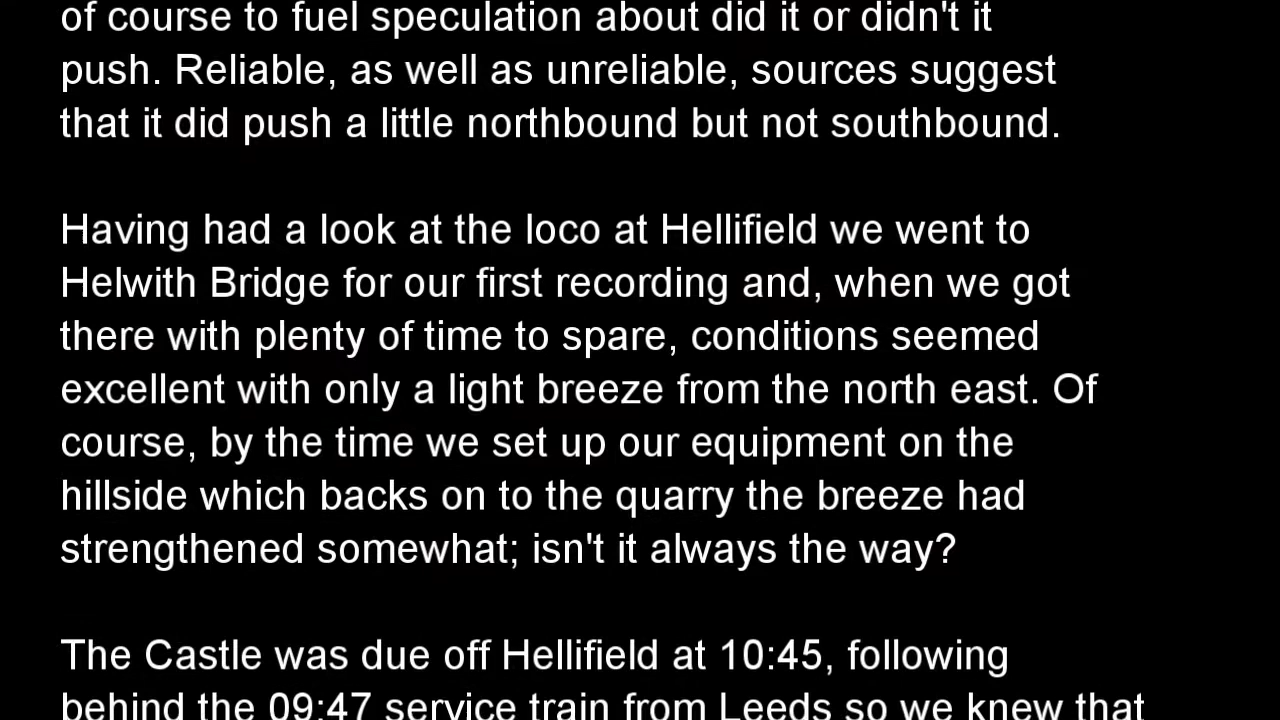 of course to fuel speculation about did it or didn't it
push. Reliable, as well as unreliable, sources suggest
that it did push a little northbound but not southbound.
Having had a look at the loco at Hellifield we went to
Helwith Bridge for our first recording and, when we got
there with plenty of time to spare, conditions seemed
excellent with only a light breeze from the north east. Of
course, by the time we set up our equipment on the
hillside which backs on to the quarry the breeze had
strengthened somewhat; isn't it always the way?
The Castle was due off Hellifield at 10:45, following
behind the 09:47 service train from Leeds so we knew that